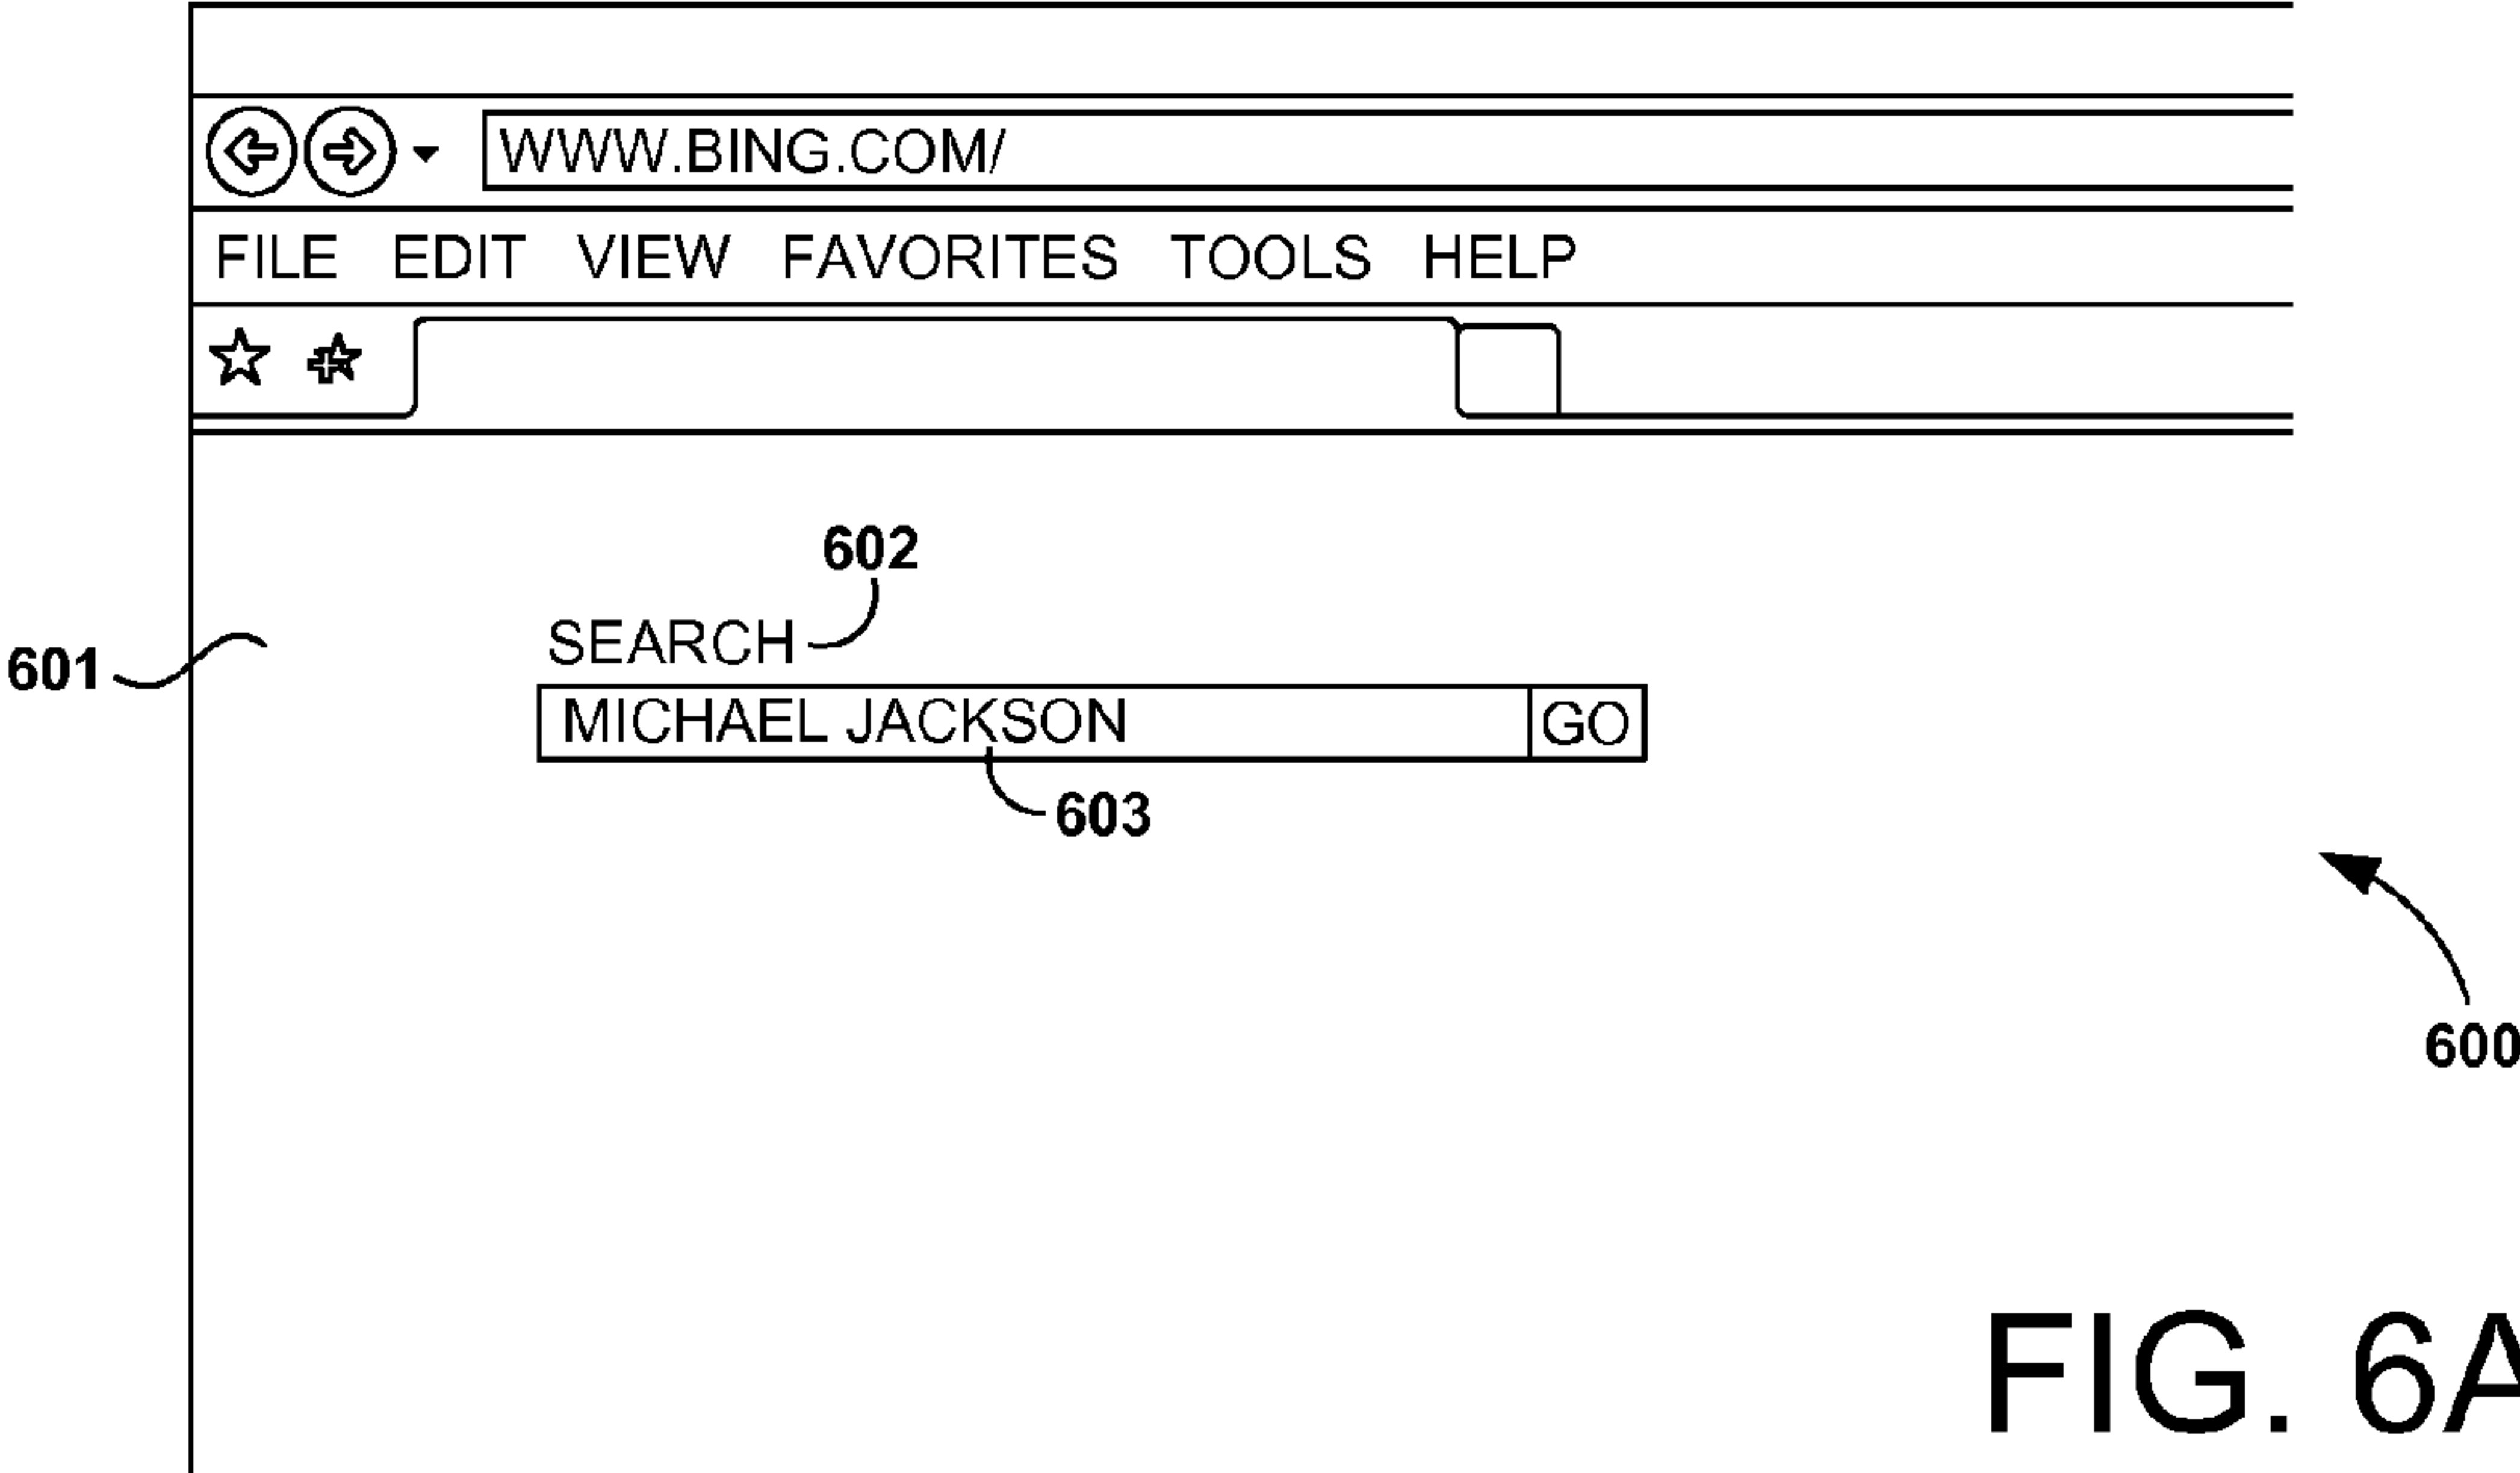 WWW.BING.COM/
FILE EDIT VIEW FAVORITES TOOLS HELP
602
SEARCH
601
MICHAEL JACKSON GO
603
600
FIG. 6A